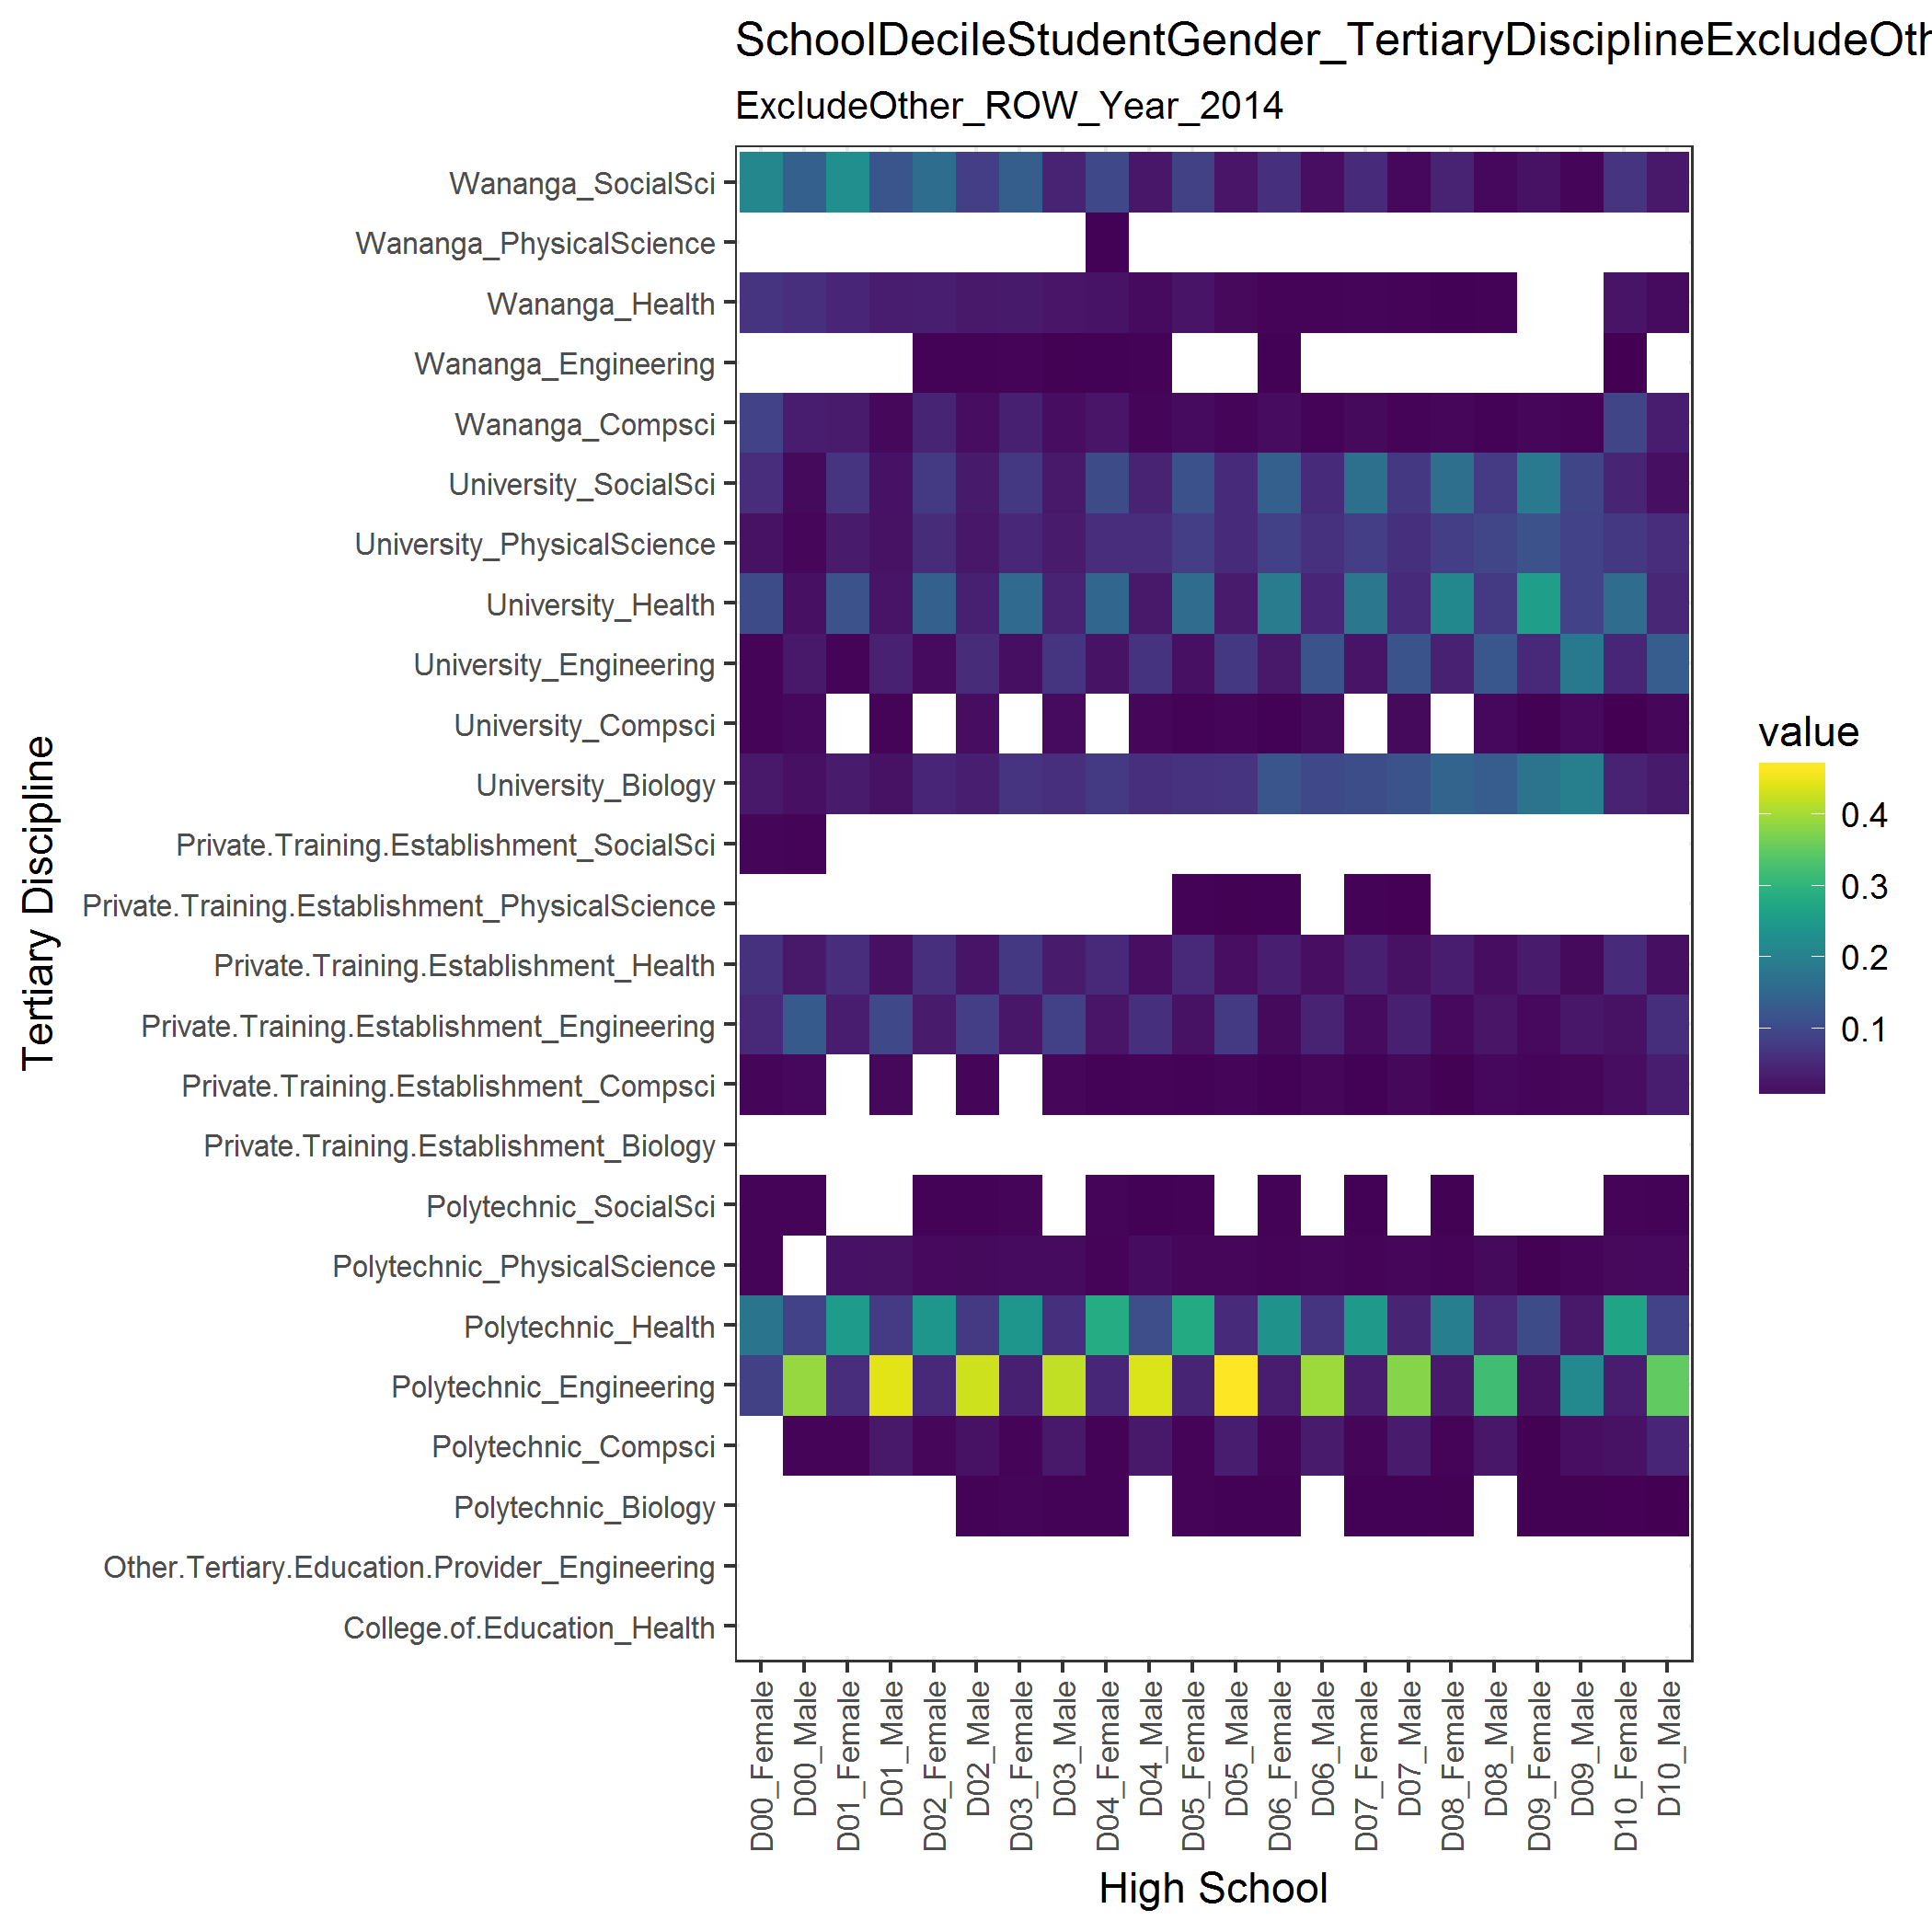 SchoolDecileStudentGender_TertiaryDisciplineExcludeOth
ExcludeOther_ROW_Year_2014
Tertiary Discipline
Wananga_SocialSci
Wananga_PhysicalScience
Wananga_Health
Wananga_Engineering
Wananga_Compsci
University_SocialSci
University_PhysicalScience
University_Health
University_Engineering
University_Compsci
University_Biology
Private.Training.Establishment_SocialSci
Private.Training.Establishment_PhysicalScience
Private.Training.Establishment_Health
Private.Training.Establishment_Engineering
Private.Training.Establishment_Compsci
Private.Training.Establishment_Biology
Polytechnic_SocialSci
Polytechnic_PhysicalScience
Polytechnic_Health
Polytechnic_Engineering
Polytechnic_Compsci
Polytechnic_Biology
Other.Tertiary.Education.Provider_Engineering
College.of.Education_Health
D00_Female
D00_Male
D01_Female
D01_Male
D02_Female
D02_Male
D03_Female
D03_Male
D04_Female
D04_Male
D05_Female
D05_Male
D06_Female
D06_Male
D07_Female
D07_Male
D08_Female
D08_Male
D09_Female
D09_Male
D10_Female
D10_Male
High School
value
0.4
0.3
0.2
0.1